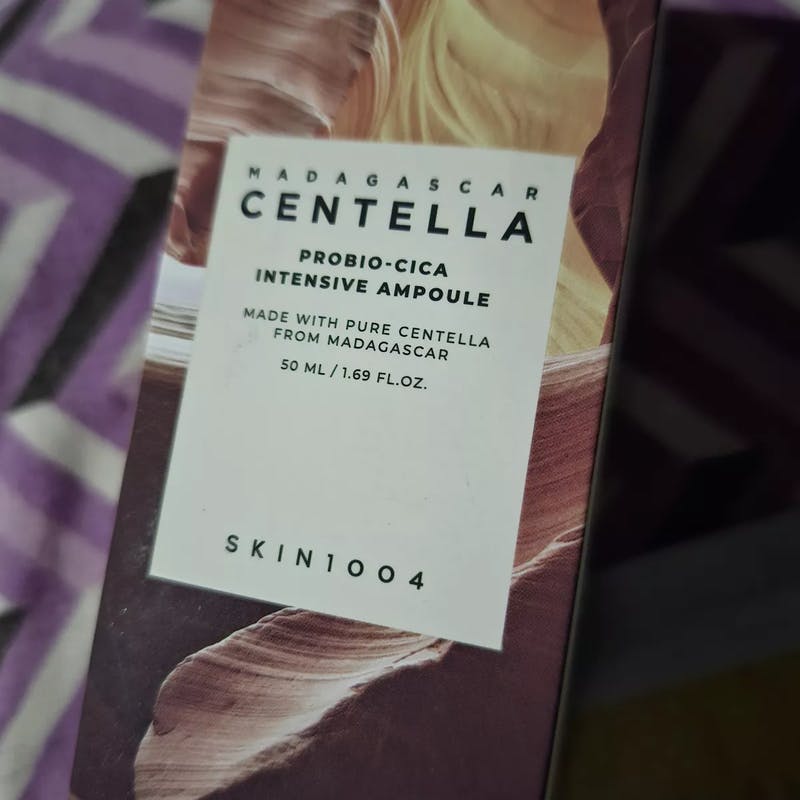 MADAGASCAR
CENTELLA
PROBIO-CICA
INTENSIVE AMPOULE
MADE WITH PURE CENTELLA
FROM MADAGASCAR
50 ML / 1.69 FL.OZ.
SKIN1004